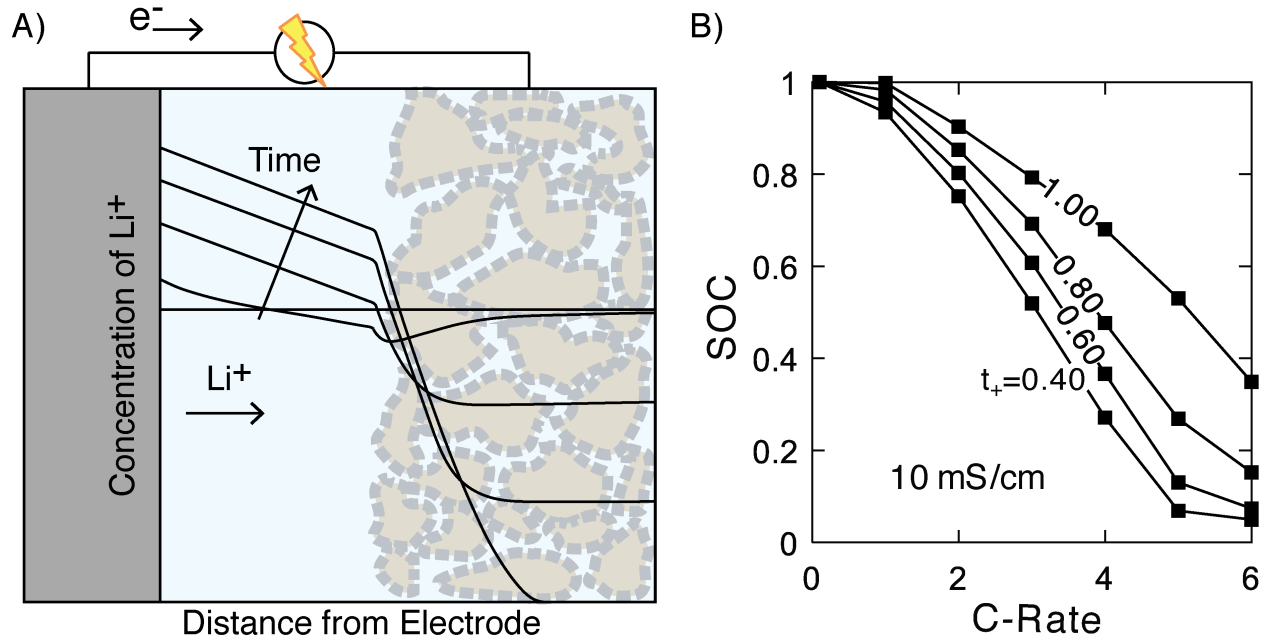 A)
e-
Time
Li+
Concentration of Li+
Distance from Electrode
B)
1
0.8
0.6
0.4
0.2
0
SOC
1.00
0.80
0.60
t+=0.40
10 mS/cm
0 2 4 6
C-Rate